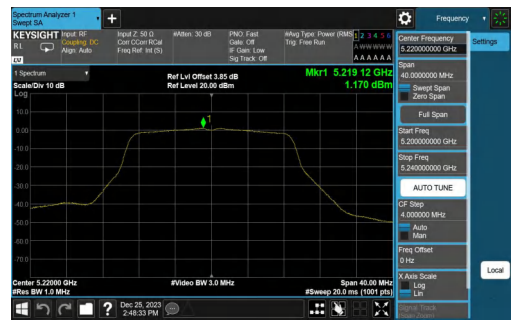 Spectrum Analyzer 1
Swept SA
Frequency
KEYSIGHT
RL
LV
Input: RF
Coupling: DC
Align: Auto
Input Z: 50 Ω
Corr CCorr RCal
Freq Ref: Int (S)
#Atten: 30 dB
PNO: Fast
Gate: Off
IF Gain: Low
Sig Track: Off
#Avg Type: Power (RMS)
Trig: Free Run
1 2 3 4 5 6
A W W W W W
A A A A A A
1 Spectrum
Scale/Div 10 dB
Log
Ref Lvl Offset 3.85 dB
Ref Level 20.00 dBm
Mkr1 5.219 12 GHz
1.170 dBm
1
10.0
0.00
-10.0
-20.0
-30.0
-40.0
-50.0
-60.0
-70.0
Center 5.22000 GHz
#Res BW 1.0 MHz
#Video BW 3.0 MHz
Span 40.00 MHz
#Sweep 20.0 ms (1001 pts)
Dec 25, 2023
2:48:33 PM
Center Frequency
5.220000000 GHz
Span
40.0000000 MHz
Swept Span
Zero Span
Full Span
Start Freq
5.200000000 GHz
Stop Freq
5.240000000 GHz
AUTO TUNE
CF Step
4.000000 MHz
Auto
Man
Freq Offset
0 Hz
X Axis Scale
Log
Lin
Signal Track
Settings
Local